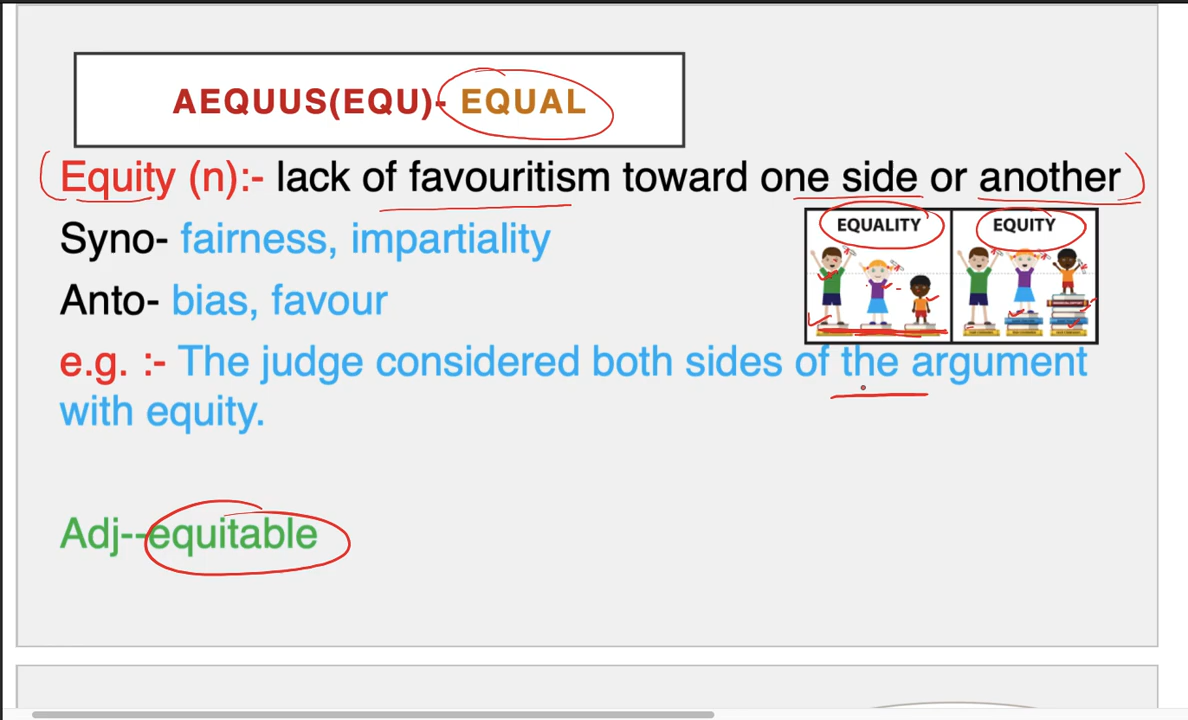 AEQUUS(EQU)- EQUAL
Equity (n):- lack of favouritism toward one side or another
Syno- fairness, impartiality
Anto- bias, favour
EQUALITY
EQUITY
e.g. :- The judge considered both sides of the argument
with equity.
Adj--equitable